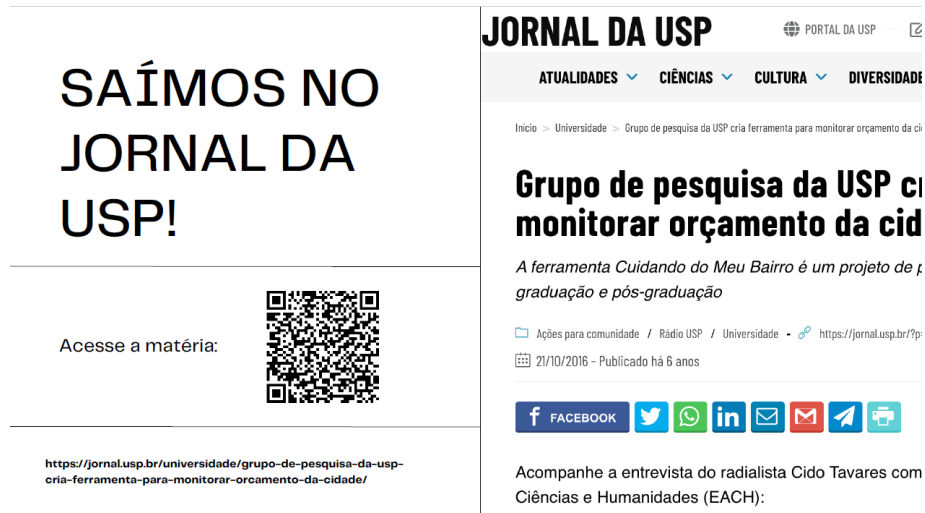 SAÍMOS NO
JORNAL DA
USP!
Acesse a matéria:
https://jornal.usp.br/universidade/grupo-de-pesquisa-da-usp-
cria-ferramenta-para-monitorar-orcamento-da-cidade/
JORNAL DA USP
PORTAL DA USP
ATUALIDADES CIÊNCIAS CULTURA DIVERSIDADE
Início > Universidade > Grupo de pesquisa da USP cria ferramenta para monitorar orçamento da ci
Grupo de pesquisa da USP cr
monitorar orçamento da cid
A ferramenta Cuidando do Meu Bairro é um projeto de p
graduação e pós-graduação
Ações para comunidade / Rádio USP / Universidade - https://jornal.usp.br/?p=
21/10/2016 - Publicado há 6 anos
FACEBOOK
Acompanhe a entrevista do radialista Cido Tavares com
Ciências e Humanidades (EACH):